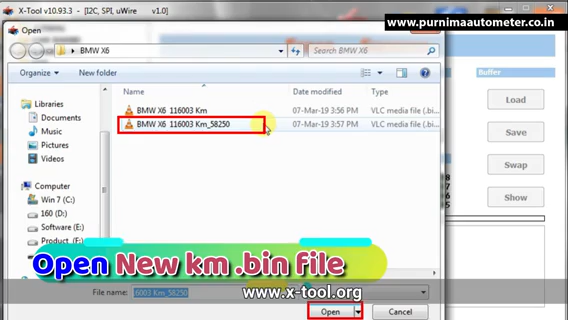 X-Tool v10.93.3 - [I2C, SPI, uWire v1.0]
www.purnimaautometer.co.in
Open
BMW X6
Search BMW X6
Buffer
Organize
New folder
Load
Name
Date modified
Type
Libraries
Documents
Music
Pictures
Videos
BMW X6 116003 Km
07-Mar-19 3:56 PM
VLC media file (.bi...
BMW X6 116003 Km_58250
07-Mar-19 3:57 PM
VLC media file (.bi...
Save
Swap
Show
Computer
Win 7 (C:)
160 (D:)
Software (E:)
Product (F:)
Open New km .bin file
File name:
6003 Km_58250
www.x-tool.org
Open
Cancel